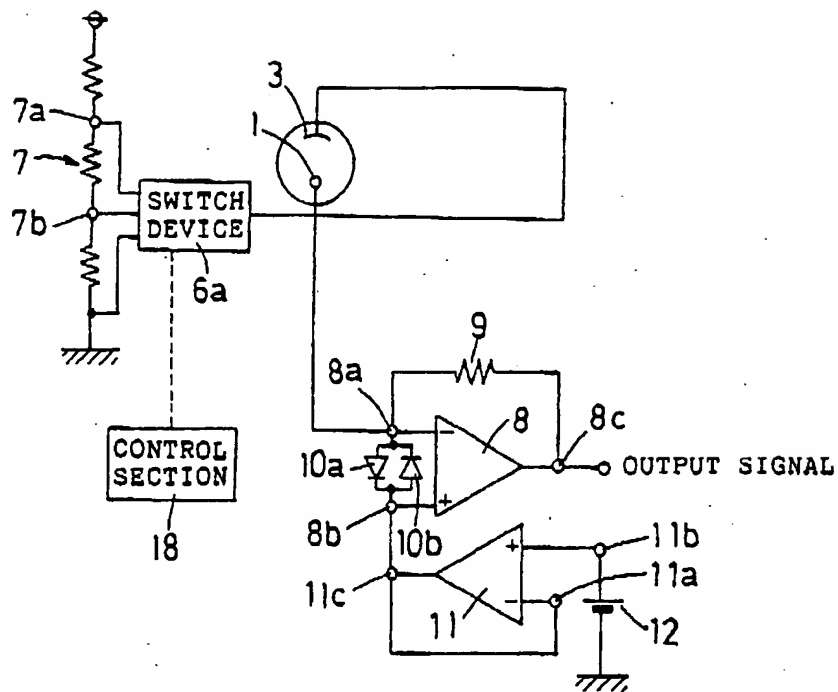 3
1
7a
7
7b
SWITCH
DEVICE
6a
9
8a
8
8c
CONTROL
SECTION
18
10a
OUTPUT SIGNAL
8b
10b
11b
11c
11a
11
12